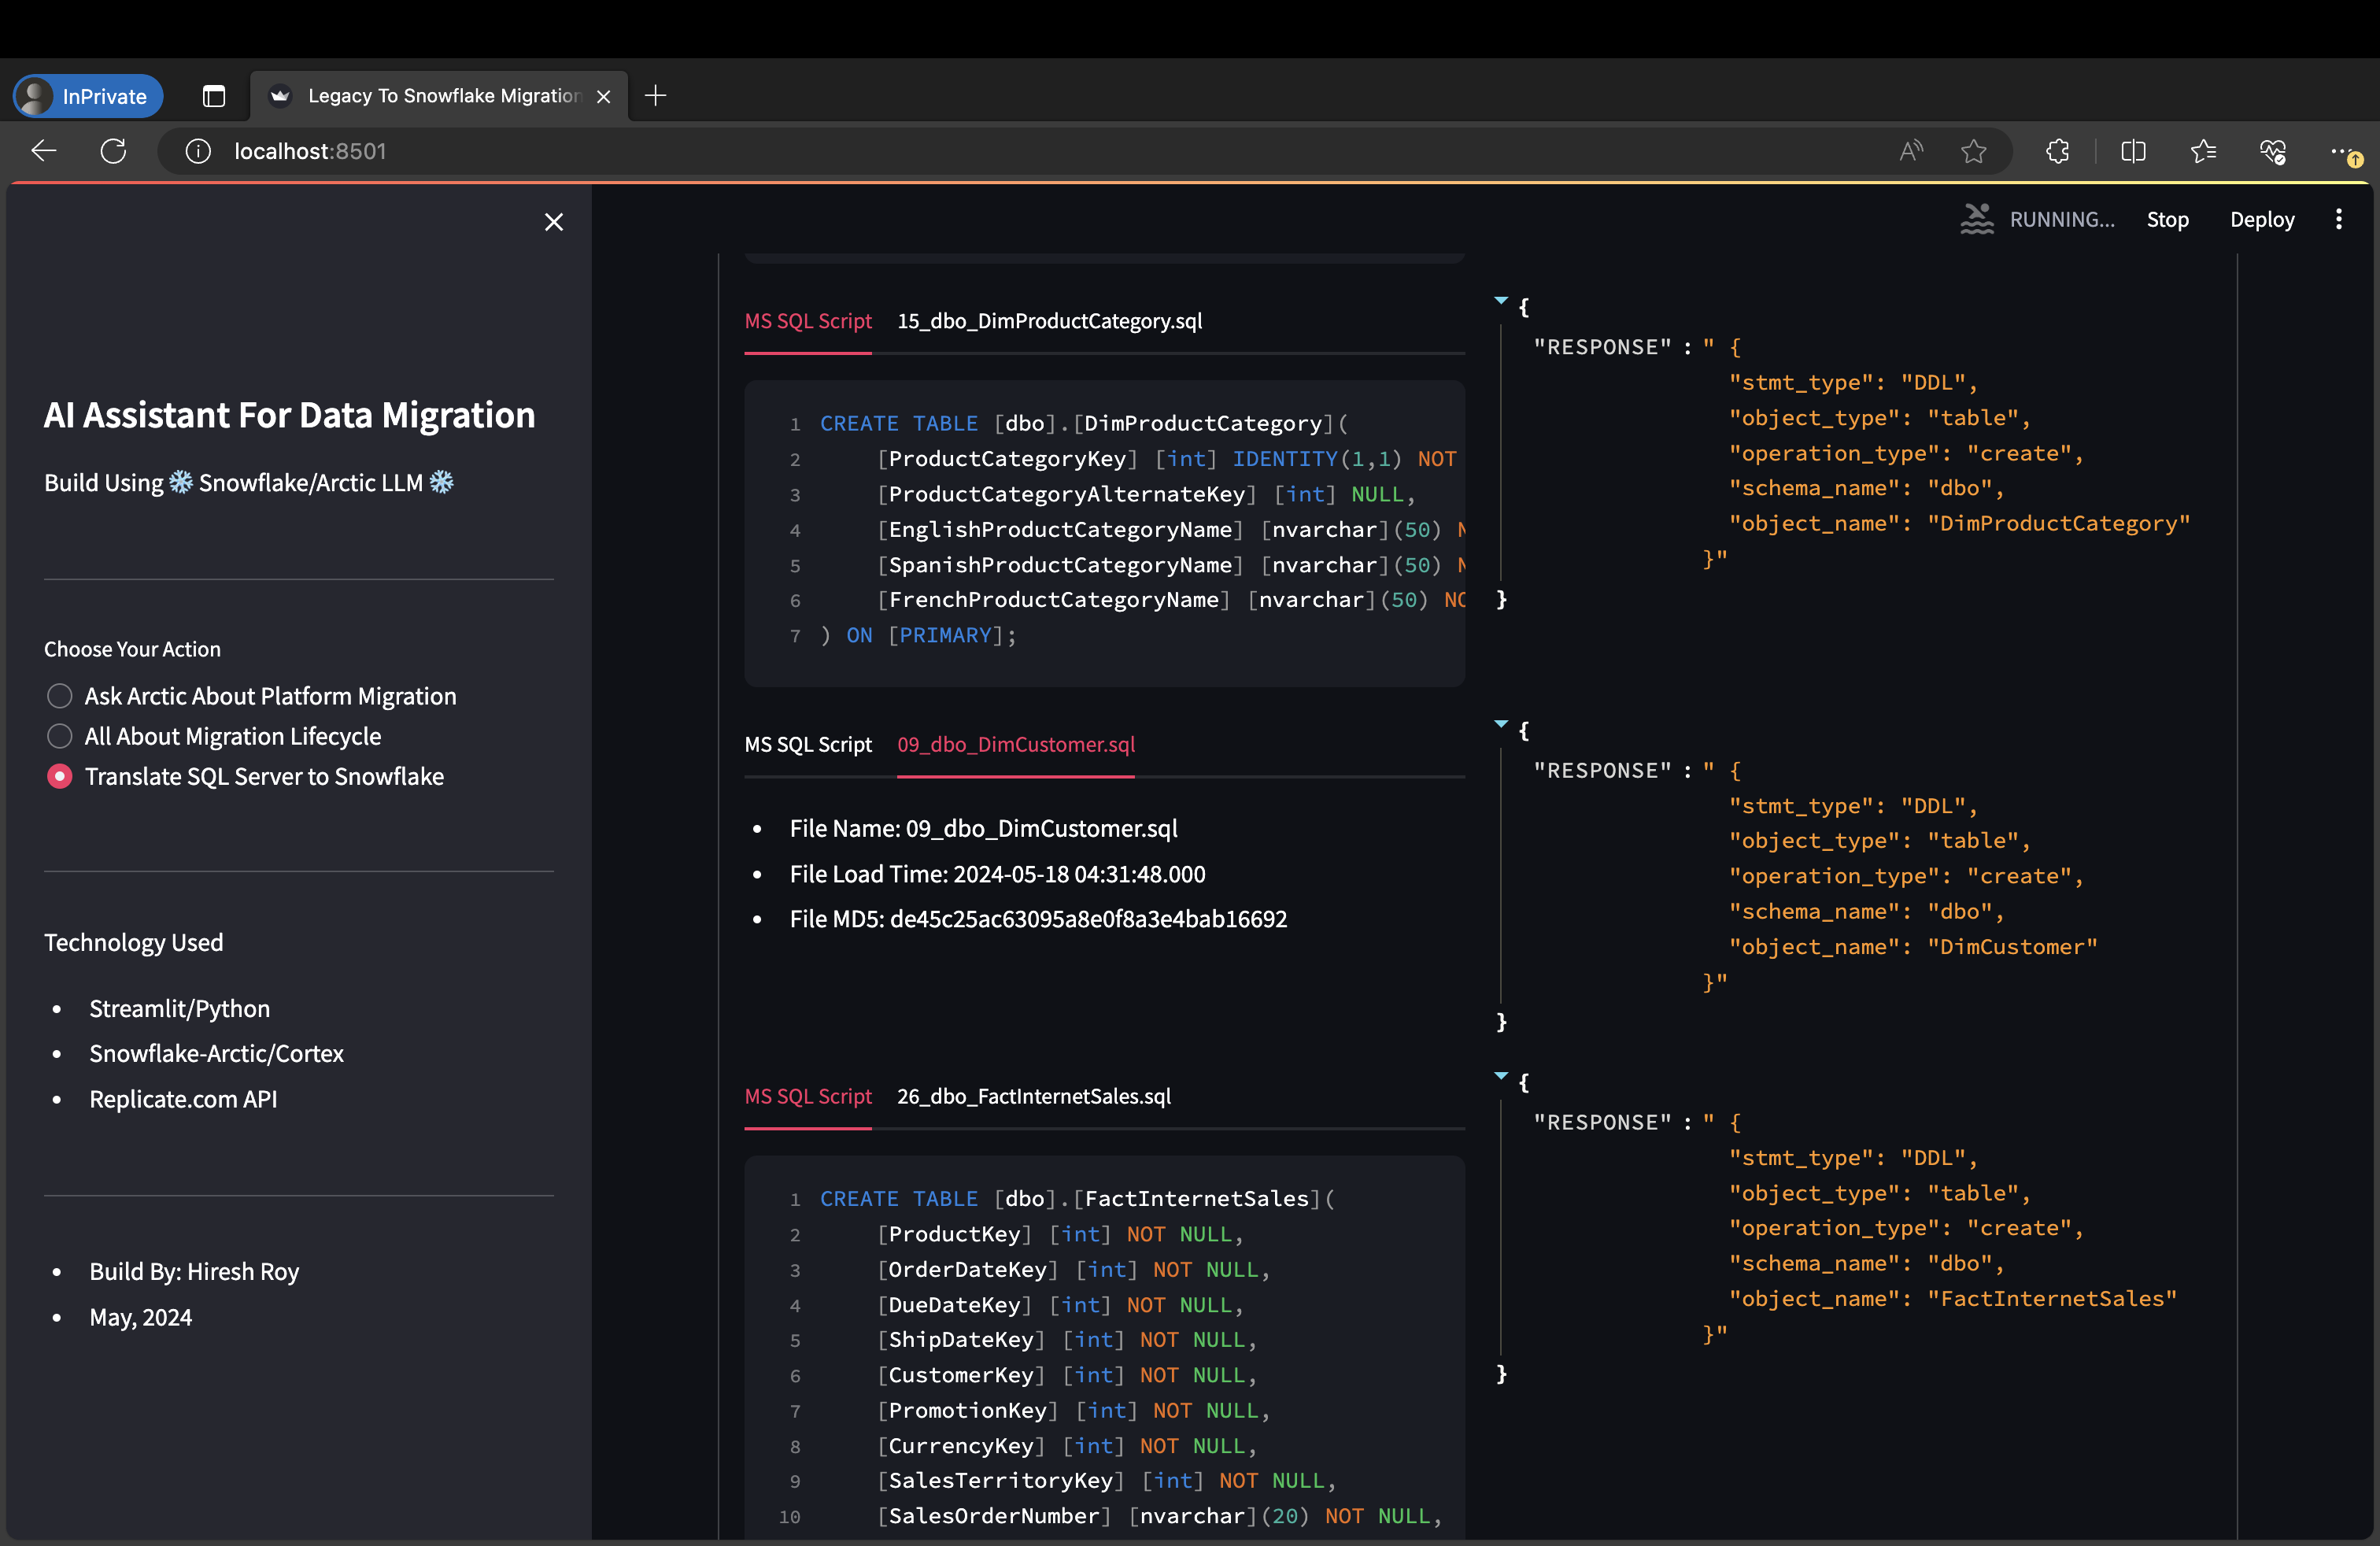 InPrivate
Legacy To Snowflake Migration
localhost:8501
RUNNING...
Stop
Deploy
AI Assistant For Data Migration
Build Using ❄️ Snowflake/Arctic LLM ❄️
Choose Your Action
Ask Arctic About Platform Migration
All About Migration Lifecycle
Translate SQL Server to Snowflake
Technology Used
• Streamlit/Python
• Snowflake-Arctic/Cortex
• Replicate.com API
• Build By: Hiresh Roy
• May, 2024
MS SQL Script 15_dbo_DimProductCategory.sql
1 CREATE TABLE [dbo].[DimProductCategory](
2 [ProductCategoryKey] [int] IDENTITY(1,1) NOT
3 [ProductCategoryAlternateKey] [int] NULL,
4 [EnglishProductCategoryName] [nvarchar](50) N
5 [SpanishProductCategoryName] [nvarchar](50) N
6 [FrenchProductCategoryName] [nvarchar](50) NO
7 ) ON [PRIMARY];
{
"RESPONSE" : " {
"stmt_type": "DDL",
"object_type": "table",
"operation_type": "create",
"schema_name": "dbo",
"object_name": "DimProductCategory"
}"
}
MS SQL Script 09_dbo_DimCustomer.sql
• File Name: 09_dbo_DimCustomer.sql
• File Load Time: 2024-05-18 04:31:48.000
• File MD5: de45c25ac63095a8e0f8a3e4bab16692
{
"RESPONSE" : " {
"stmt_type": "DDL",
"object_type": "table",
"operation_type": "create",
"schema_name": "dbo",
"object_name": "DimCustomer"
}"
}
MS SQL Script 26_dbo_FactInternetSales.sql
1 CREATE TABLE [dbo].[FactInternetSales](
2 [ProductKey] [int] NOT NULL,
3 [OrderDateKey] [int] NOT NULL,
4 [DueDateKey] [int] NOT NULL,
5 [ShipDateKey] [int] NOT NULL,
6 [CustomerKey] [int] NOT NULL,
7 [PromotionKey] [int] NOT NULL,
8 [CurrencyKey] [int] NOT NULL,
9 [SalesTerritoryKey] [int] NOT NULL,
10 [SalesOrderNumber] [nvarchar](20) NOT NULL,
{
"RESPONSE" : " {
"stmt_type": "DDL",
"object_type": "table",
"operation_type": "create",
"schema_name": "dbo",
"object_name": "FactInternetSales"
}"
}